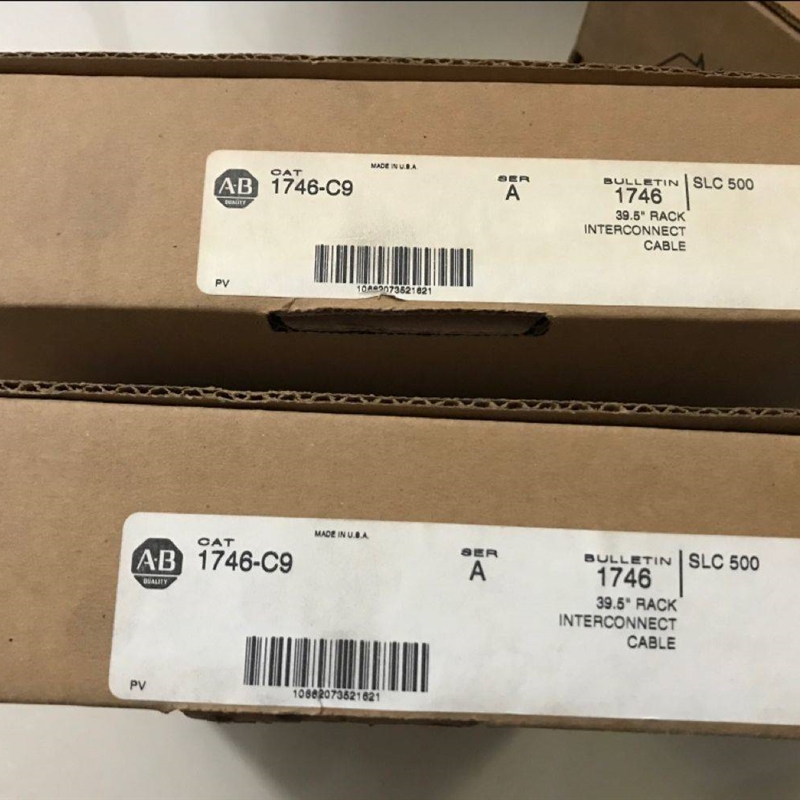 A·B
QUALITY
CAT
1746-C9
MADE IN U.S.A.
SER
A
BULLETIN
1746
SLC 500
39.5" RACK
INTERCONNECT
CABLE
PV
10662073521621
A·B
QUALITY
CAT
1746-C9
MADE IN U.S.A.
SER
A
BULLETIN
1746
SLC 500
39.5" RACK
INTERCONNECT
CABLE
PV
10662073521621